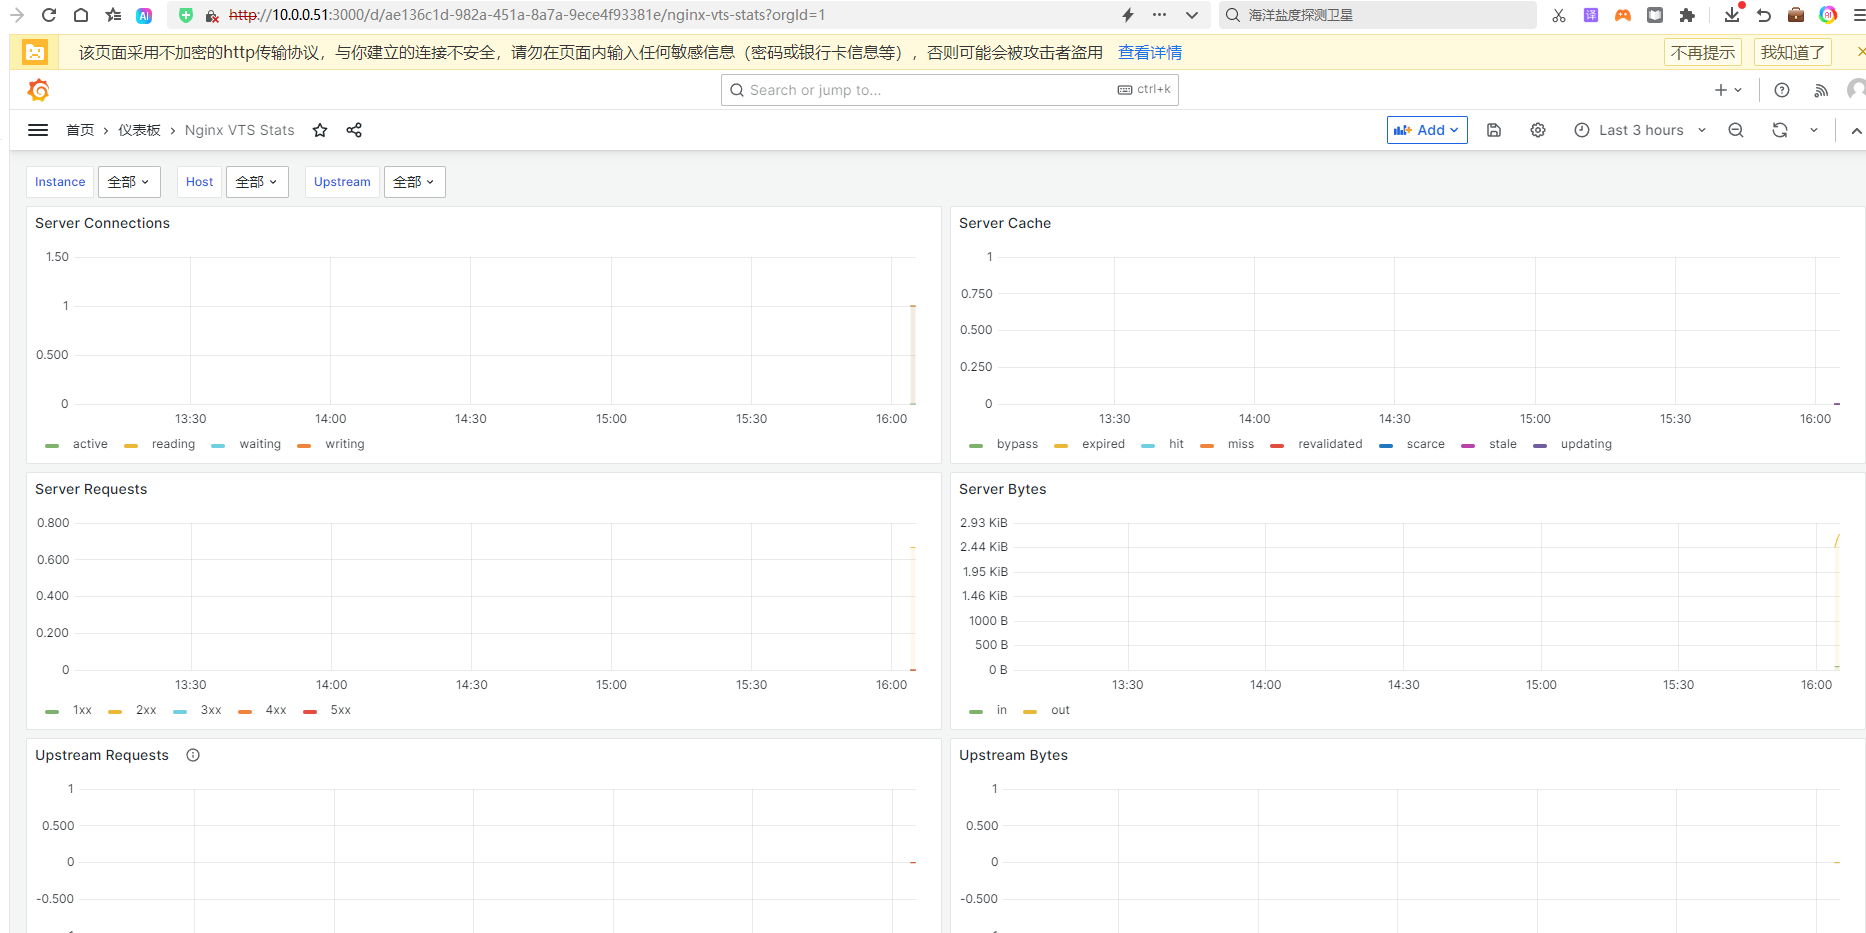 http://10.0.0.51:3000/d/ae136c1d-982a-451a-8a7a-9ece4f93381e/nginx-vts-stats?orgId=1
海洋盐度探测卫星
该页面采用不加密的http传输协议，与你建立的连接不安全，请勿在页面内输入任何敏感信息（密码或银行卡信息等），否则可能会被攻击者盗用 查看详情
不再提示 我知道了
Search or jump to... ctrl+k
首页 › 仪表板 › Nginx VTS Stats
Add Last 3 hours
Instance 全部 Host 全部 Upstream 全部
Server Connections
1.50
1
0.500
0
13:30 14:00 14:30 15:00 15:30 16:00
active reading waiting writing
Server Cache
1
0.750
0.500
0.250
0
13:30 14:00 14:30 15:00 15:30 16:00
bypass expired hit miss revalidated scarce stale updating
Server Requests
0.800
0.600
0.400
0.200
0
13:30 14:00 14:30 15:00 15:30 16:00
1xx 2xx 3xx 4xx 5xx
Server Bytes
2.93 KiB
2.44 KiB
1.95 KiB
1.46 KiB
1000 B
500 B
0 B
13:30 14:00 14:30 15:00 15:30 16:00
in out
Upstream Requests
1
0.500
0
-0.500
Upstream Bytes
1
0.500
0
-0.500